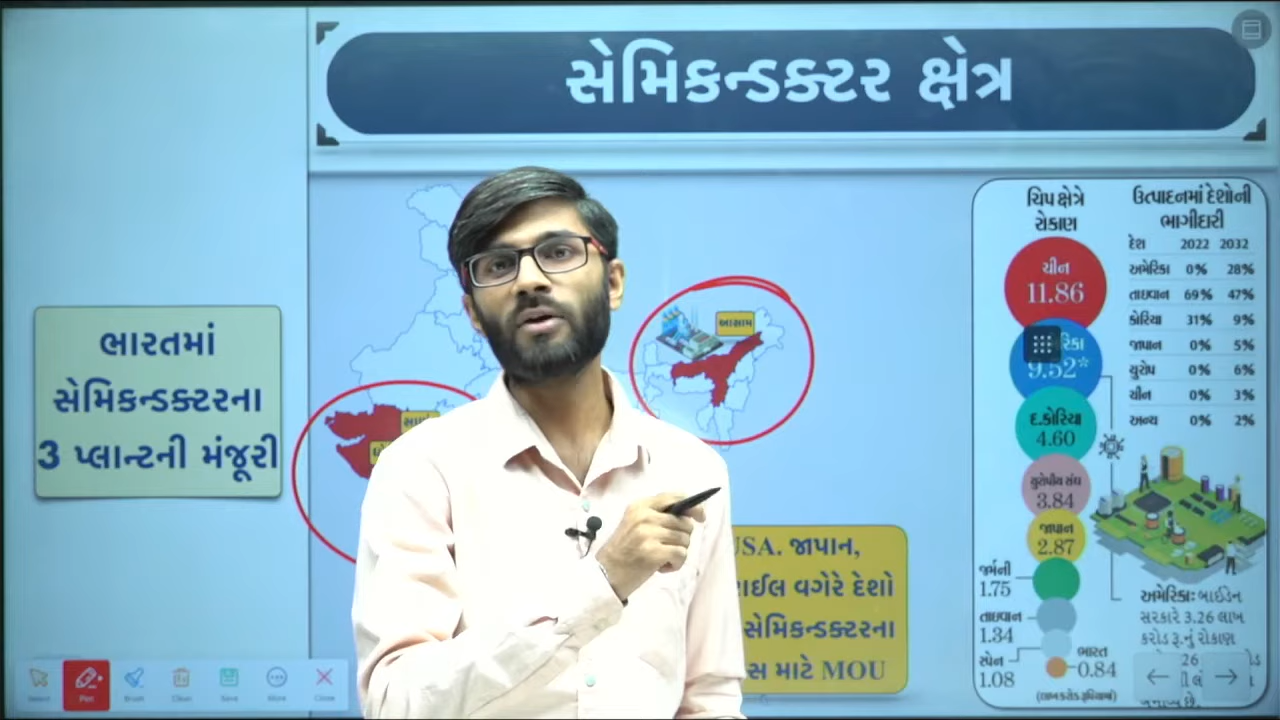 સેમિકન્ડક્ટર ક્ષેત્ર
ભારતમાં
સેમિકન્ડક્ટરના
3 પ્લાન્ટની મંજૂરી
આસામ
USA. જાપાન,
વગેરે દેશો
સેમિકન્ડક્ટરના
માટે MOU
ચિપ ક્ષેત્રે
રોકાણ
ચીન
11.86
9.52*
દ.કોરિયા
4.60
યુરોપીય સંઘ
3.84
જાપાન
2.87
જર્મની
1.75
તાઇવાન
1.34
સ્પેન
1.08
ભારત
0.84
(લાખ કરોડ રૂપિયામાં)
ઉત્પાદનમાં દેશોની
ભાગીદારી
દેશ 2022 2032
અમેરિકા 0% 28%
તાઇવાન 69% 47%
કોરિયા 31% 9%
જાપાન 0% 5%
યુરોપ 0% 6%
ચીન 0% 3%
અન્ય 0% 2%
અમેરિકાઃ બાઈડેન
સરકારે 3.26 લાખ
કરોડ રૂ.નું રોકાણ
26
Select Pen Brush Clean Save More Close